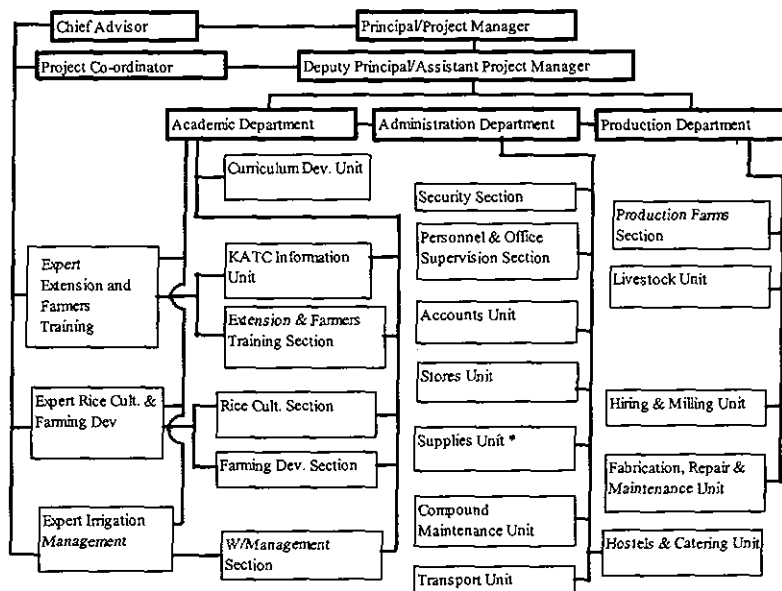 Chief Advisor
Principal/Project Manager
Project Co-ordinator
Deputy Principal/Assistant Project Manager
Academic Department
Administration Department
Production Department
Curriculum Dev. Unit
Security Section
Production Farms
Section
Personnel & Office
Supervision Section
Expert
Extension and
Farmers
Training
KATC Information
Unit
Livestock Unit
Extension & Farmers
Training Section
Accounts Unit
Stores Unit
Expert Rice Cult. &
Farming Dev
Rice Cult. Section
Hiring & Milling Unit
Supplies Unit *
Farming Dev. Section
Fabrication, Repair &
Maintenance Unit
Expert Irrigation
Management
Compound
Maintenance Unit
W/Management
Section
Hostels & Catering Unit
Transport Unit